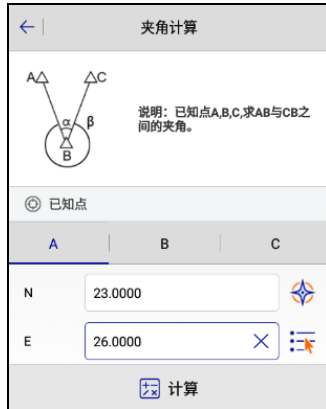 夹角计算
A C
α β
B
说明：已知点A,B,C,求AB与CB之
间的夹角。
已知点
A B C
N 23.0000
E 26.0000
计算